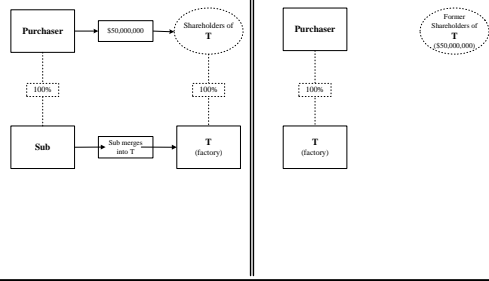 Purchaser
$50,000,000
Shareholders of
T
100%
100%
Sub
Sub merges
into T
T
(factory)
Purchaser
Former
Shareholders of
T
($50,000,000)
100%
T
(factory)